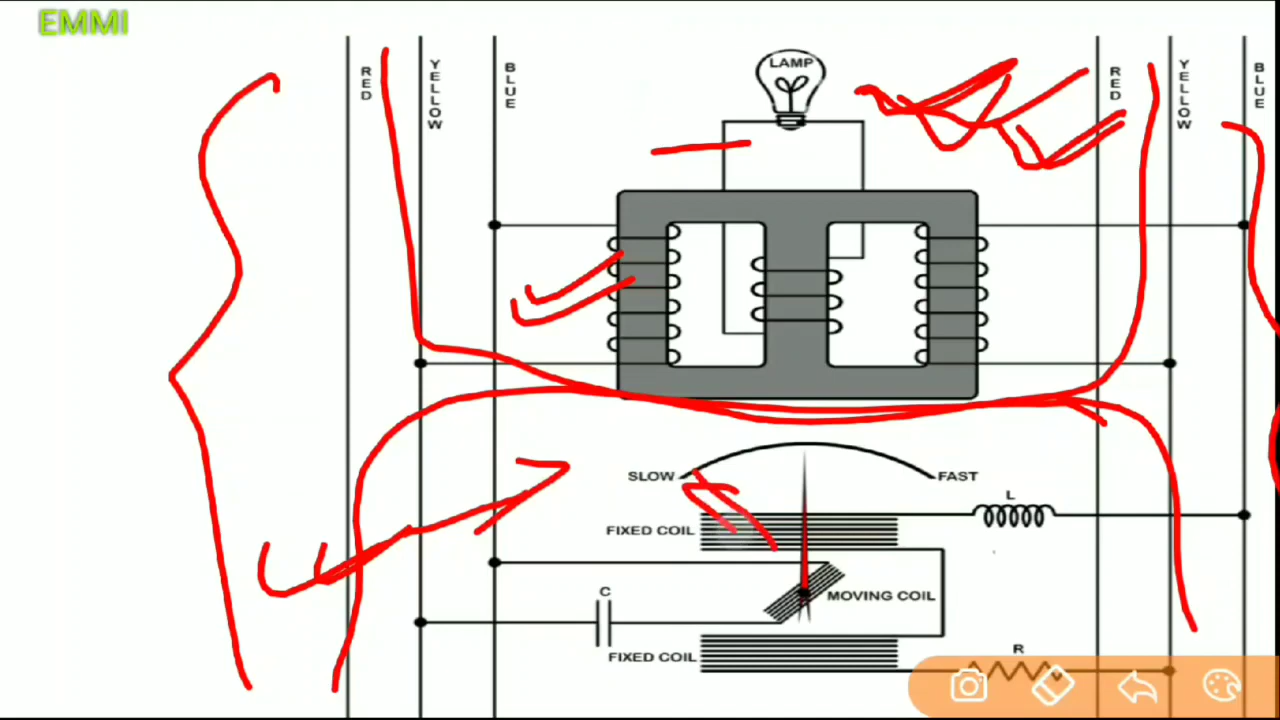 EMMI
RED
YELLOW
BLUE
LAMP
RED
YELLOW
BLUE
SLOW
FAST
L
FIXED COIL
C
MOVING COIL
R
FIXED COIL